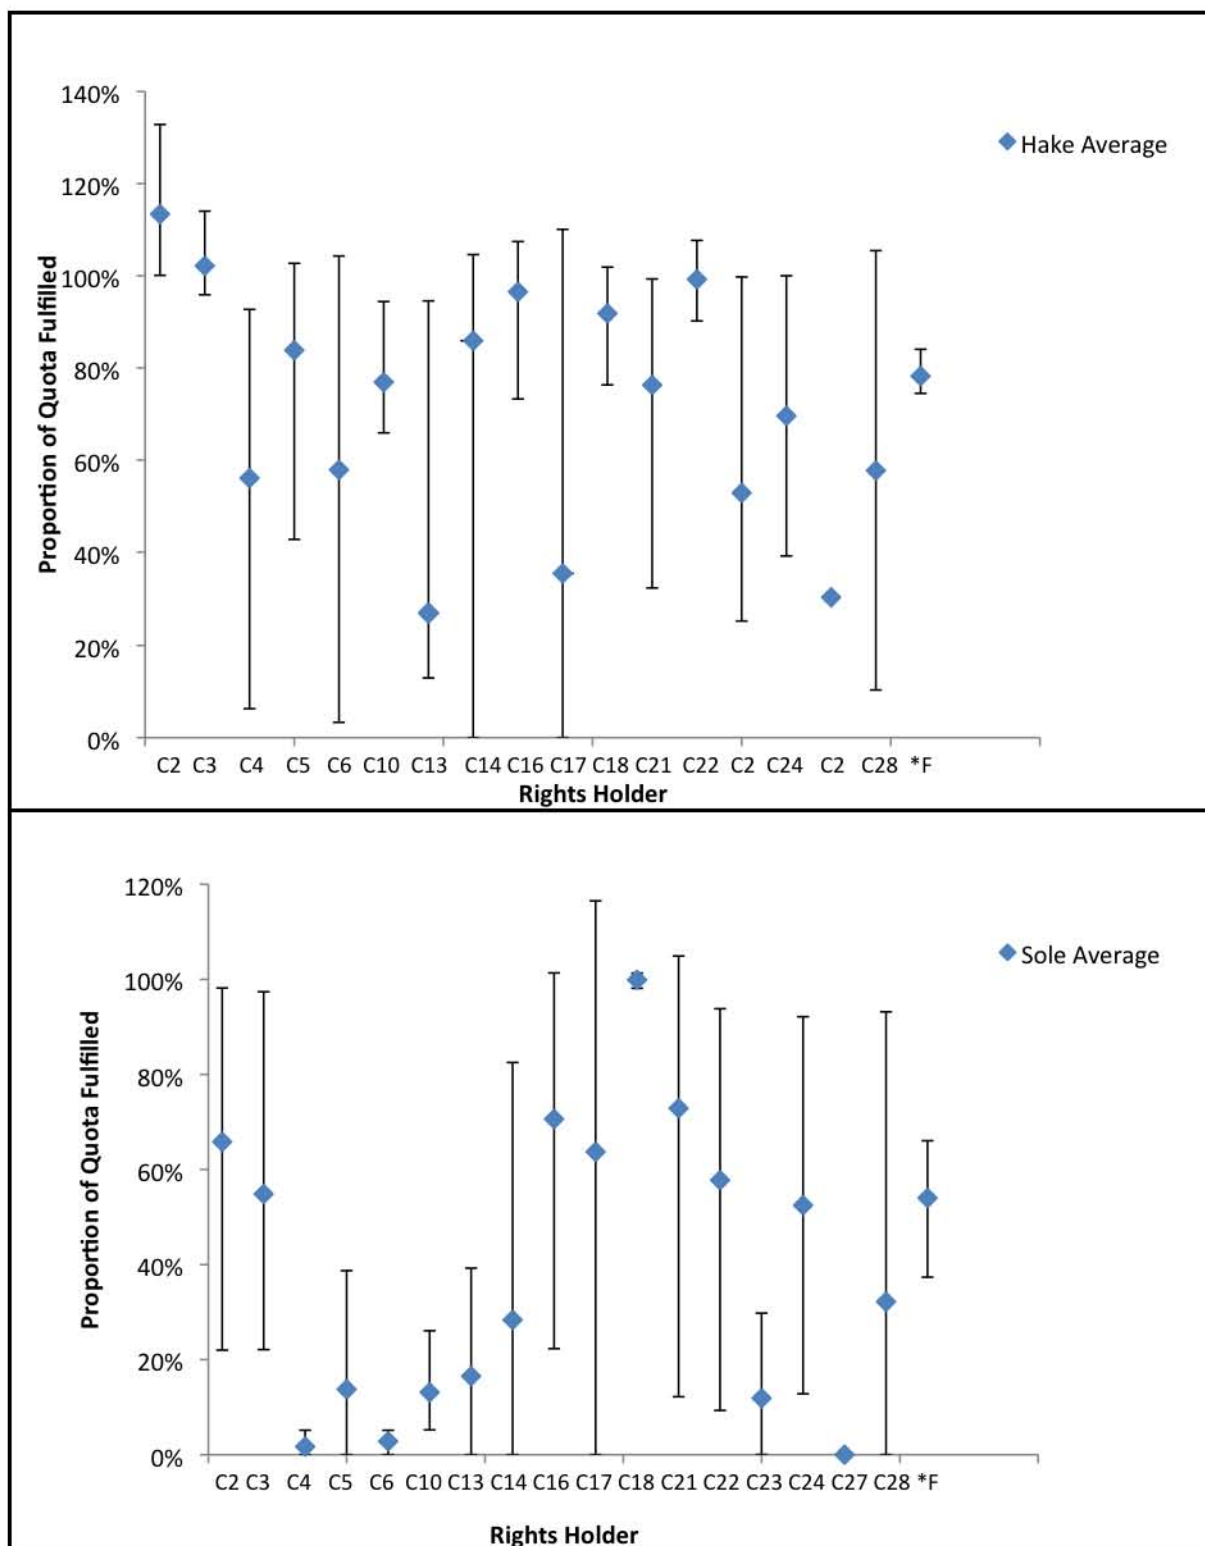 140%
120%
100%
80%
60%
40%
20%
0%
Proportion of Quota Fulfilled
Hake Average
C2 C3 C4 C5 C6 C10 C13 C14 C16 C17 C18 C21 C22 C2 C24 C2 C28 *F
Rights Holder
120%
100%
80%
60%
40%
20%
0%
Proportion of Quota Fulfilled
Sole Average
C2 C3 C4 C5 C6 C10 C13 C14 C16 C17 C18 C21 C22 C23 C24 C27 C28 *F
Rights Holder